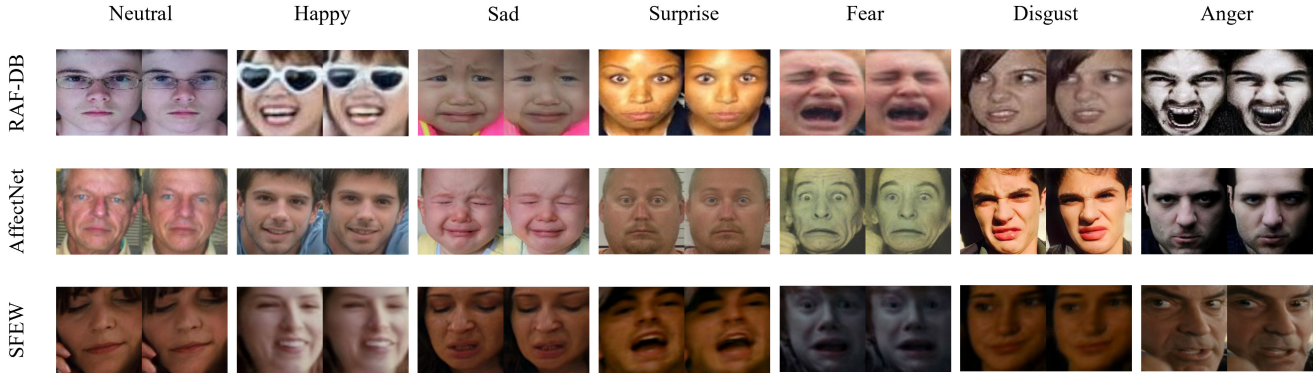 Neutral Happy Sad Surprise Fear Disgust Anger
RAF-DB
AffectNet
SFEW